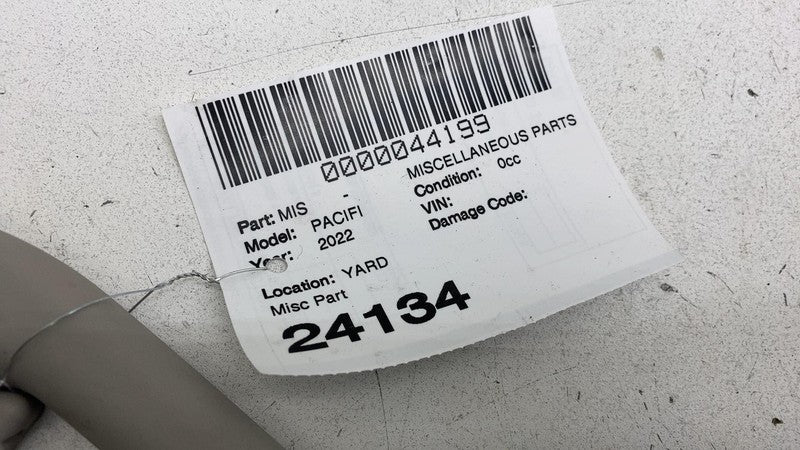 0000044199
Part: MIS - MISCELLANEOUS PARTS
Model: PACIFI Condition: 0cc
Year: 2022 VIN:
Damage Code:
Location: YARD
Misc Part
24134